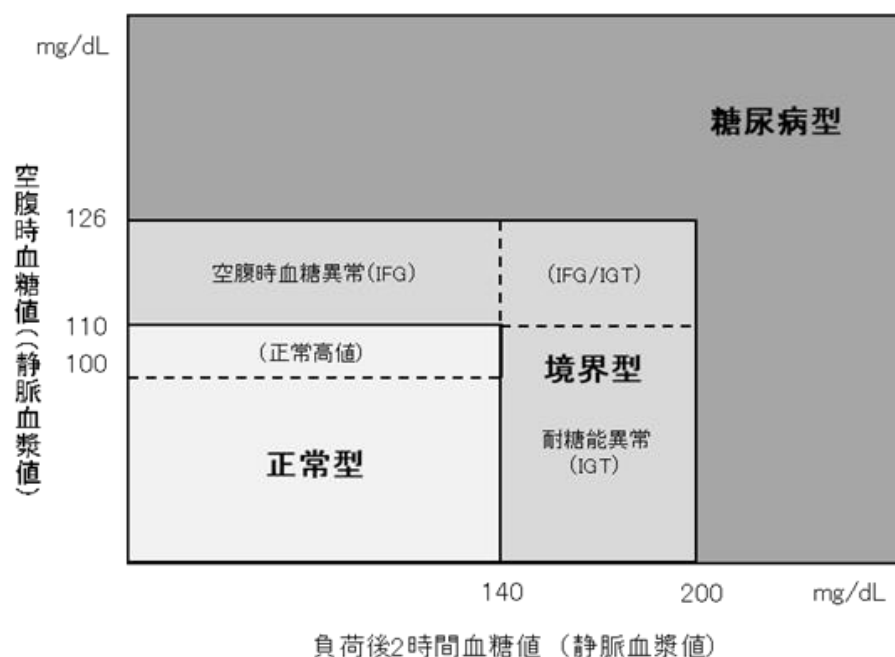 mg/dL
糖尿病型
空腹時血糖値((静脈血漿値)
126
空腹時血糖異常(IFG)
(IFG/IGT)
110
(正常高値)
100
境界型
正常型
耐糖能異常
(IGT)
140
200
mg/dL
負荷後2時間血糖値 (静脈血漿値)